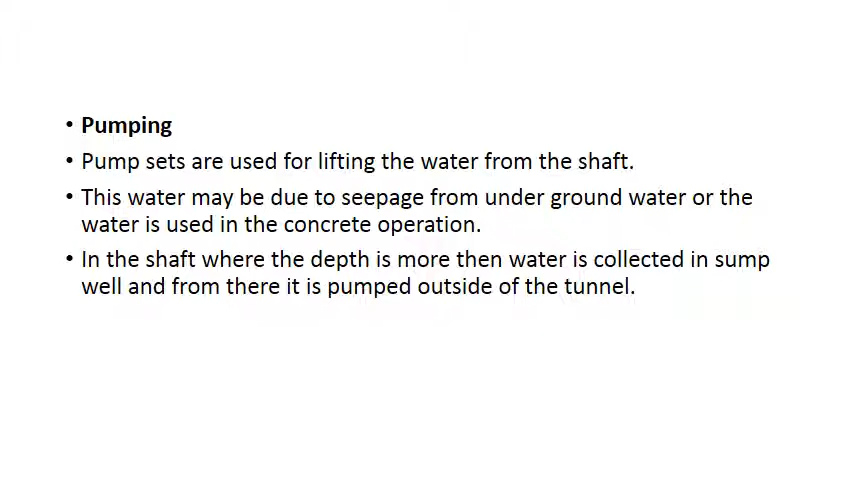 • Pumping
• Pump sets are used for lifting the water from the shaft.
• This water may be due to seepage from under ground water or the
water is used in the concrete operation.
• In the shaft where the depth is more then water is collected in sump
well and from there it is pumped outside of the tunnel.